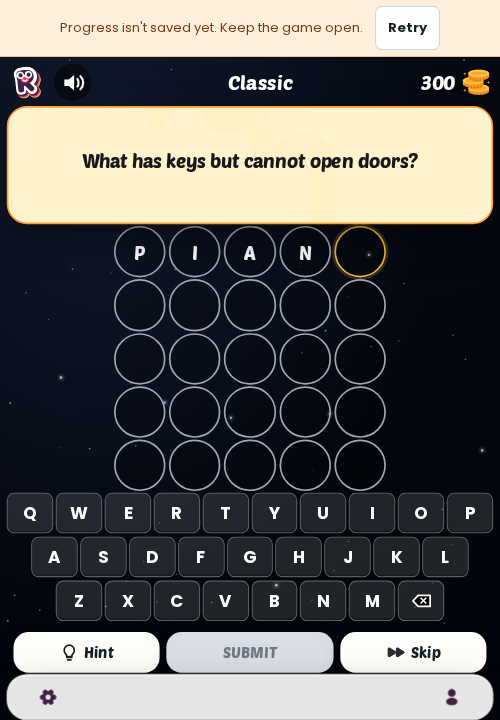 Progress isn't saved yet. Keep the game open. Retry
R Classic 300
What has keys but cannot open doors?
P I A N
Q W E R T Y U I O P
A S D F G H J K L
Z X C V B N M
Hint SUBMIT Skip